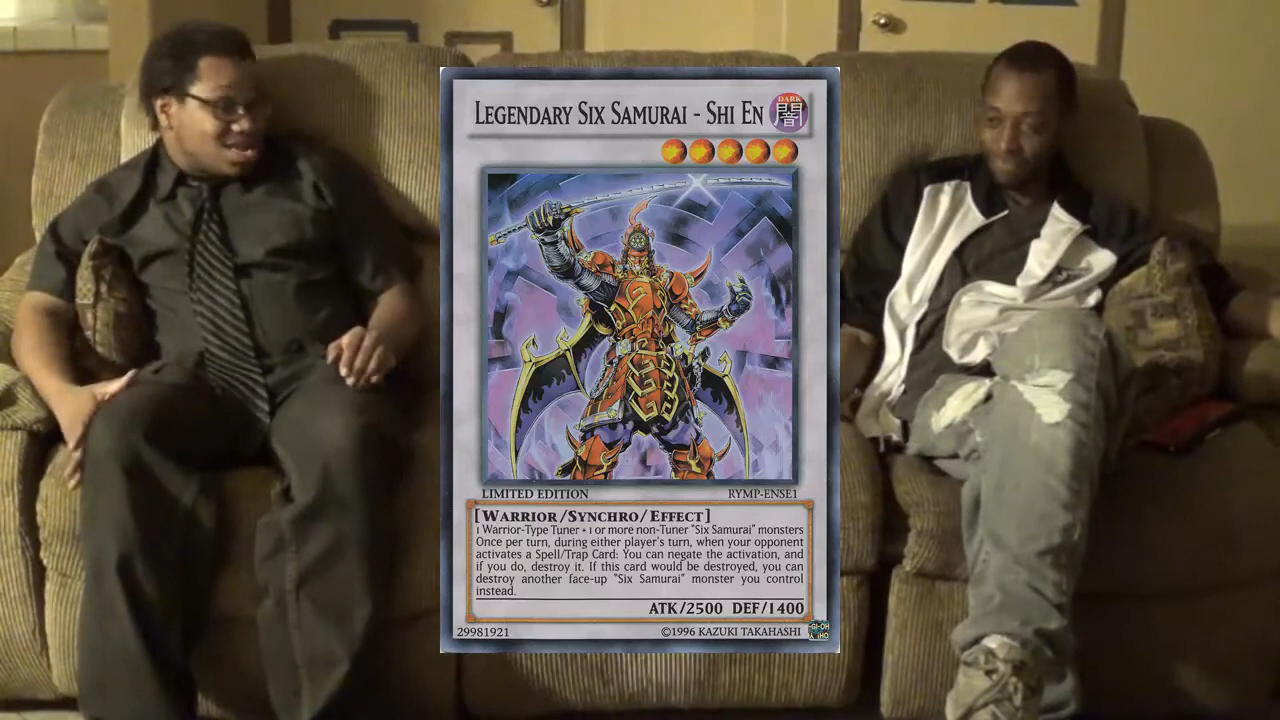 LEGENDARY SIX SAMURAI - SHI EN
DARK
闇
LIMITED EDITION
RYMP-ENSE1
[WARRIOR/SYNCHRO/EFFECT]
1 Warrior-Type Tuner + 1 or more non-Tuner "Six Samurai" monsters
Once per turn, during either player's turn, when your opponent
activates a Spell/Trap Card: You can negate the activation, and
if you do, destroy it. If this card would be destroyed, you can
destroy another face-up "Six Samurai" monster you control
instead.
ATK/2500 DEF/1400
29981921
©1996 KAZUKI TAKAHASHI